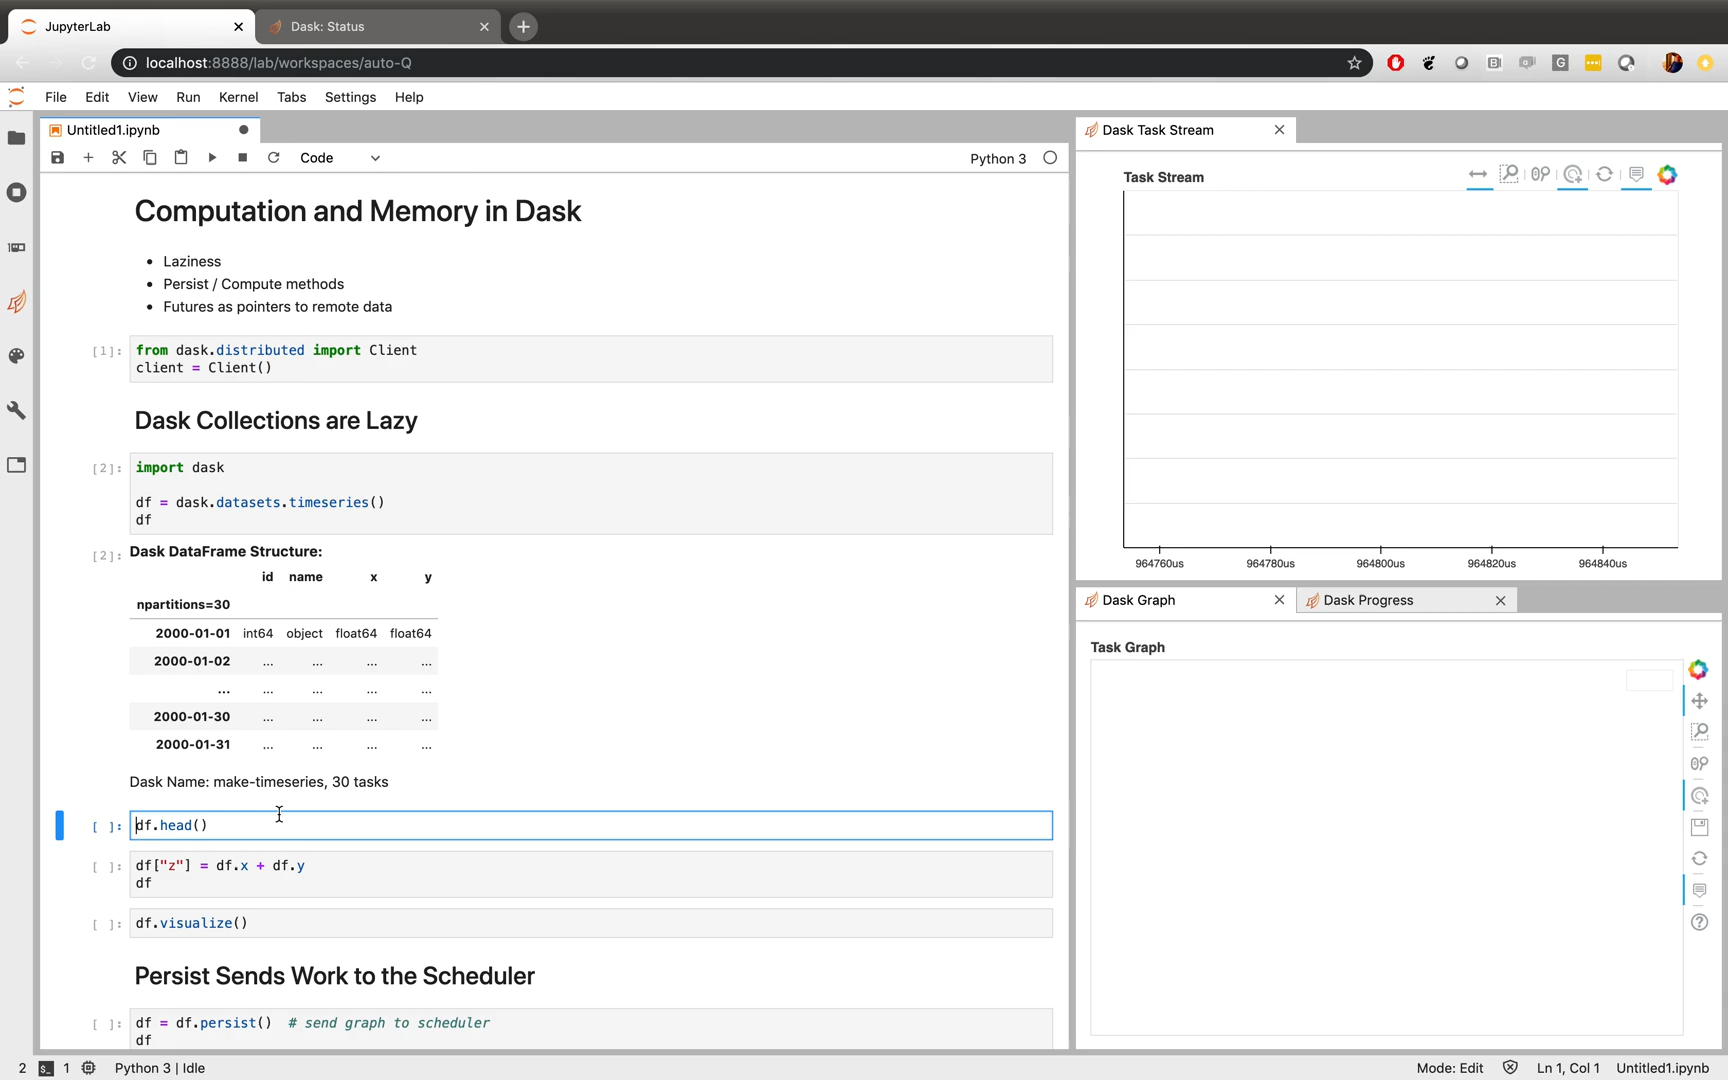 JupyterLab
Dask: Status
localhost:8888/lab/workspaces/auto-Q
File Edit View Run Kernel Tabs Settings Help
Untitled1.ipynb
Code
Python 3
Computation and Memory in Dask
• Laziness
• Persist / Compute methods
• Futures as pointers to remote data
[1]: from dask.distributed import Client
client = Client()
Dask Collections are Lazy
[2]: import dask
df = dask.datasets.timeseries()
df
[2]: Dask DataFrame Structure:
id name x y
npartitions=30
2000-01-01 int64 object float64 float64
2000-01-02 ... ... ... ...
... ... ... ... ...
2000-01-30 ... ... ... ...
2000-01-31 ... ... ... ...
Dask Name: make-timeseries, 30 tasks
[ ]: df.head()
[ ]: df["z"] = df.x + df.y
df
[ ]: df.visualize()
Persist Sends Work to the Scheduler
[ ]: df = df.persist() # send graph to scheduler
df
Dask Task Stream
Task Stream
964760us 964780us 964800us 964820us 964840us
Dask Graph
Dask Progress
Task Graph
2 1 Python 3 | Idle
Mode: Edit Ln 1, Col 1 Untitled1.ipynb